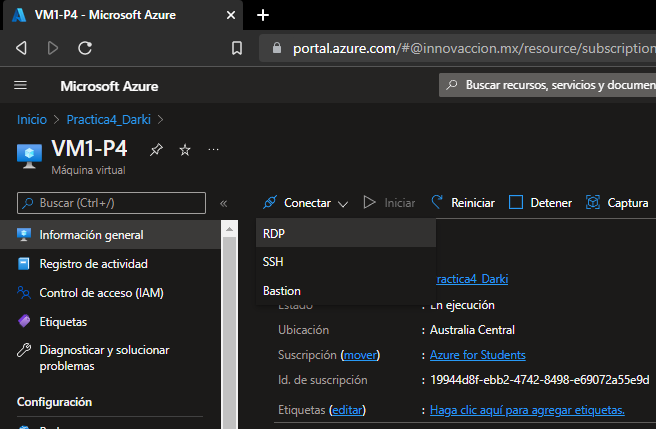 VM1-P4 - Microsoft Azure
portal.azure.com/#@innovaccion.mx/resource/subscription
Microsoft Azure
Buscar recursos, servicios y documen
Inicio > Practica4_Darki >
VM1-P4
Máquina virtual
Buscar (Ctrl+/)
«
Conectar
Iniciar
Reiniciar
Detener
Captura
RDP
SSH
Bastion
Información general
Registro de actividad
Control de acceso (IAM)
Etiquetas
Diagnosticar y solucionar
problemas
Configuración
ractica4_Darki
Estado : En ejecución
Ubicación : Australia Central
Suscripción (mover) : Azure for Students
Id. de suscripción : 19944d8f-ebb2-4742-8498-e69072a55e9d
Etiquetas (editar) : Haga clic aquí para agregar etiquetas.